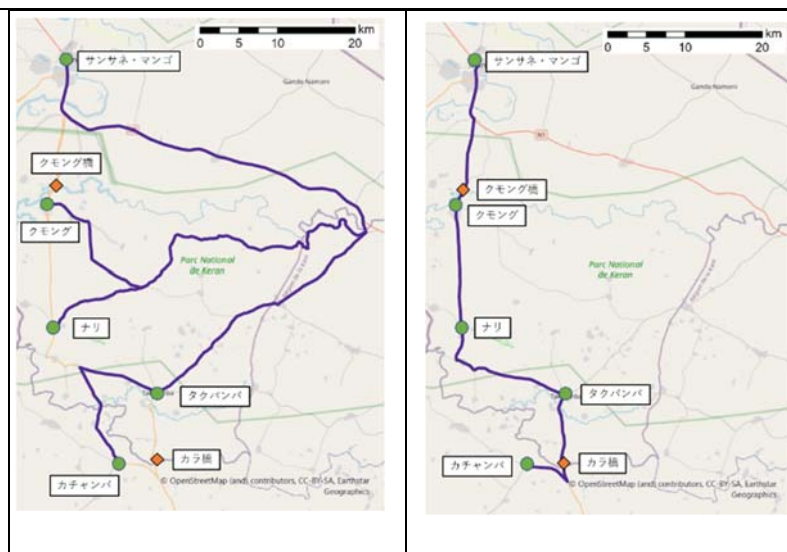 km
0 5 10 20
サンサネ・マンゴ
Gando Namoni
クモング橋
クモング
Parc National
de Keran
ナリ
タクパンバ
カラ橋
カチャンバ
© OpenStreetMap (and) contributors, CC-BY-SA, Earthstar
Geographics
km
0 5 10 20
サンサネ・マンゴ
Gando Namoni
N1
クモング橋
クモング
Parc National
de Keran
ナリ
タクパンバ
カラ橋
カチャンバ
© OpenStreetMap (and) contributors, CC-BY-SA, Earthstar
Geographics